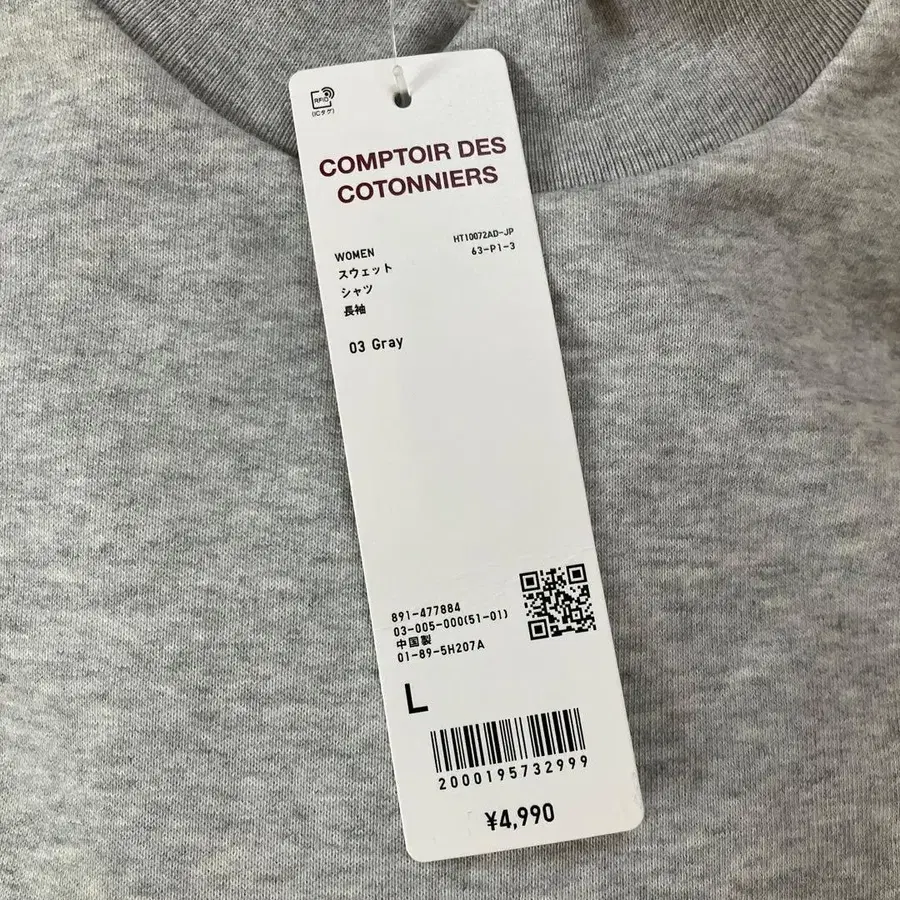 RFID
(ICタグ)
COMPTOIR DES
COTONNIERS
HT10072AD-JP
63-P1-3
WOMEN
スウェット
シャツ
長袖
03 Gray
891-477884
03-005-000(51-01)
中国製
01-89-5H207A
L
2000195732999
¥4,990